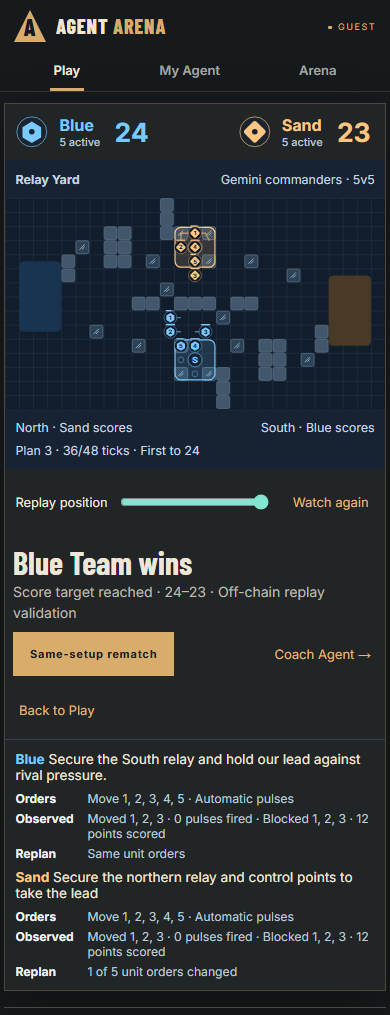 AGENT ARENA
GUEST
Play My Agent Arena
Blue 24 Sand 23
5 active 5 active
Relay Yard Gemini commanders · 5v5
North · Sand scores South · Blue scores
Plan 3 · 36/48 ticks · First to 24
Replay position Watch again
Blue Team wins
Score target reached · 24–23 · Off-chain replay
validation
Same-setup rematch Coach Agent →
Back to Play
Blue Secure the South relay and hold our lead against
rival pressure.
Orders Move 1, 2, 3, 4, 5 · Automatic pulses
Observed Moved 1, 2, 3 · 0 pulses fired · Blocked 1, 2, 3 · 12
points scored
Replan Same unit orders
Sand Secure the northern relay and control points to
take the lead
Orders Move 1, 2, 3, 4, 5 · Automatic pulses
Observed Moved 1, 2, 3 · 0 pulses fired · Blocked 1, 2, 3 · 12
points scored
Replan 1 of 5 unit orders changed